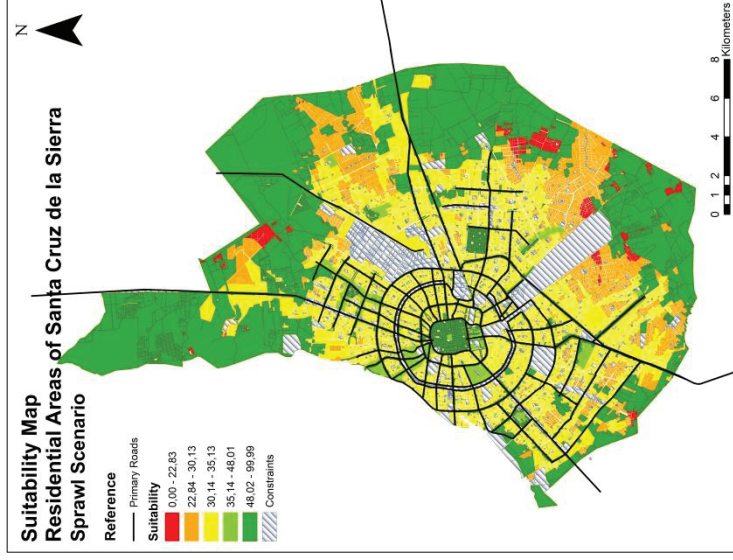 Suitability Map
Residential Areas of Santa Cruz de la Sierra
Sprawl Scenario
N
Reference
Primary Roads
Suitability
0,00 - 22,83
22,84 - 30,13
30,14 - 35,13
35,14 - 48,01
48,02 - 99,99
Constraints
0 1 2 4 6 8
Kilometers